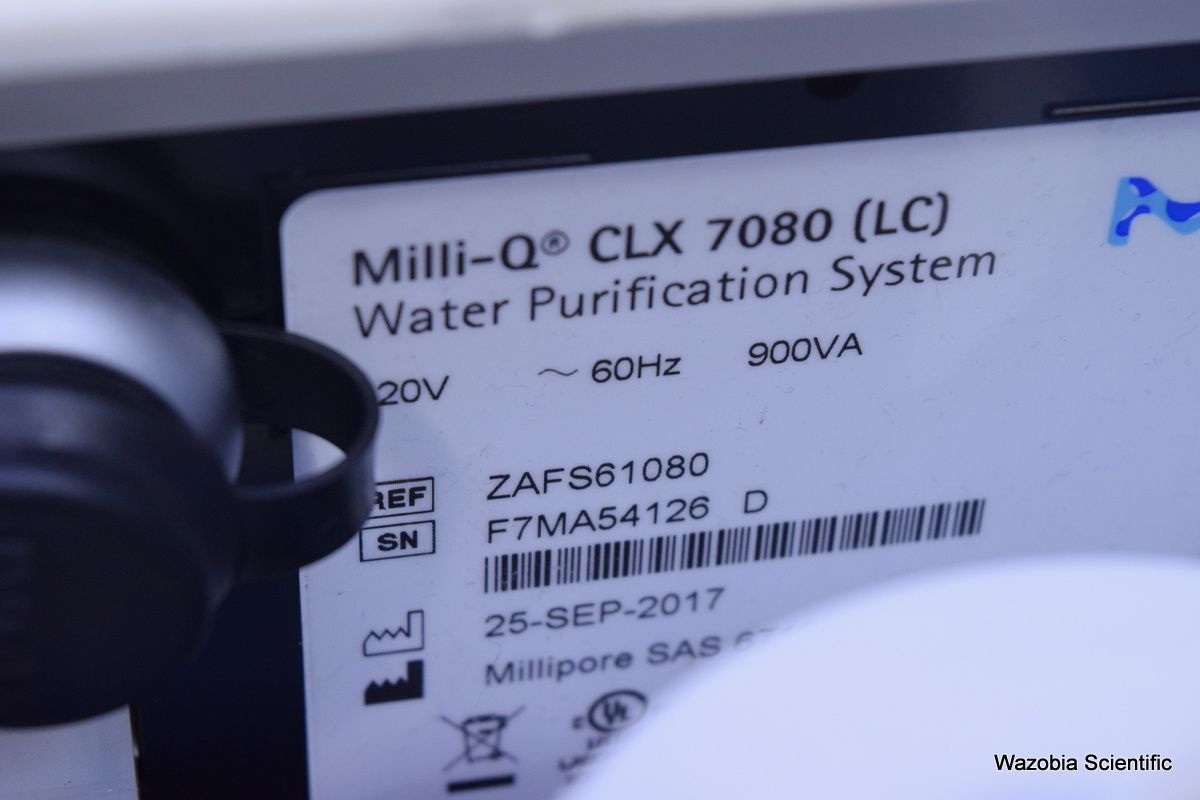 Milli-Q® CLX 7080 (LC)
Water Purification System
20V ~ 60Hz 900VA
REF ZAFS61080
SN F7MA54126 D
25-SEP-2017
Millipore SAS
Wazobia Scientific